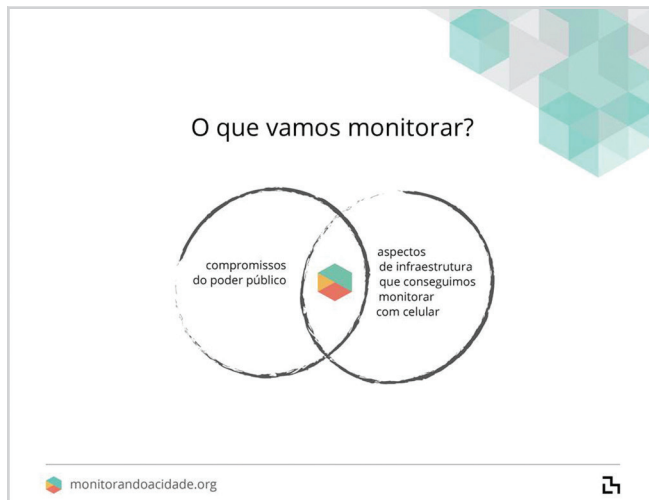 O que vamos monitorar?
compromissos
do poder público
aspectos
de infraestrutura
que conseguimos
monitorar
com celular
monitorandoacidade.org